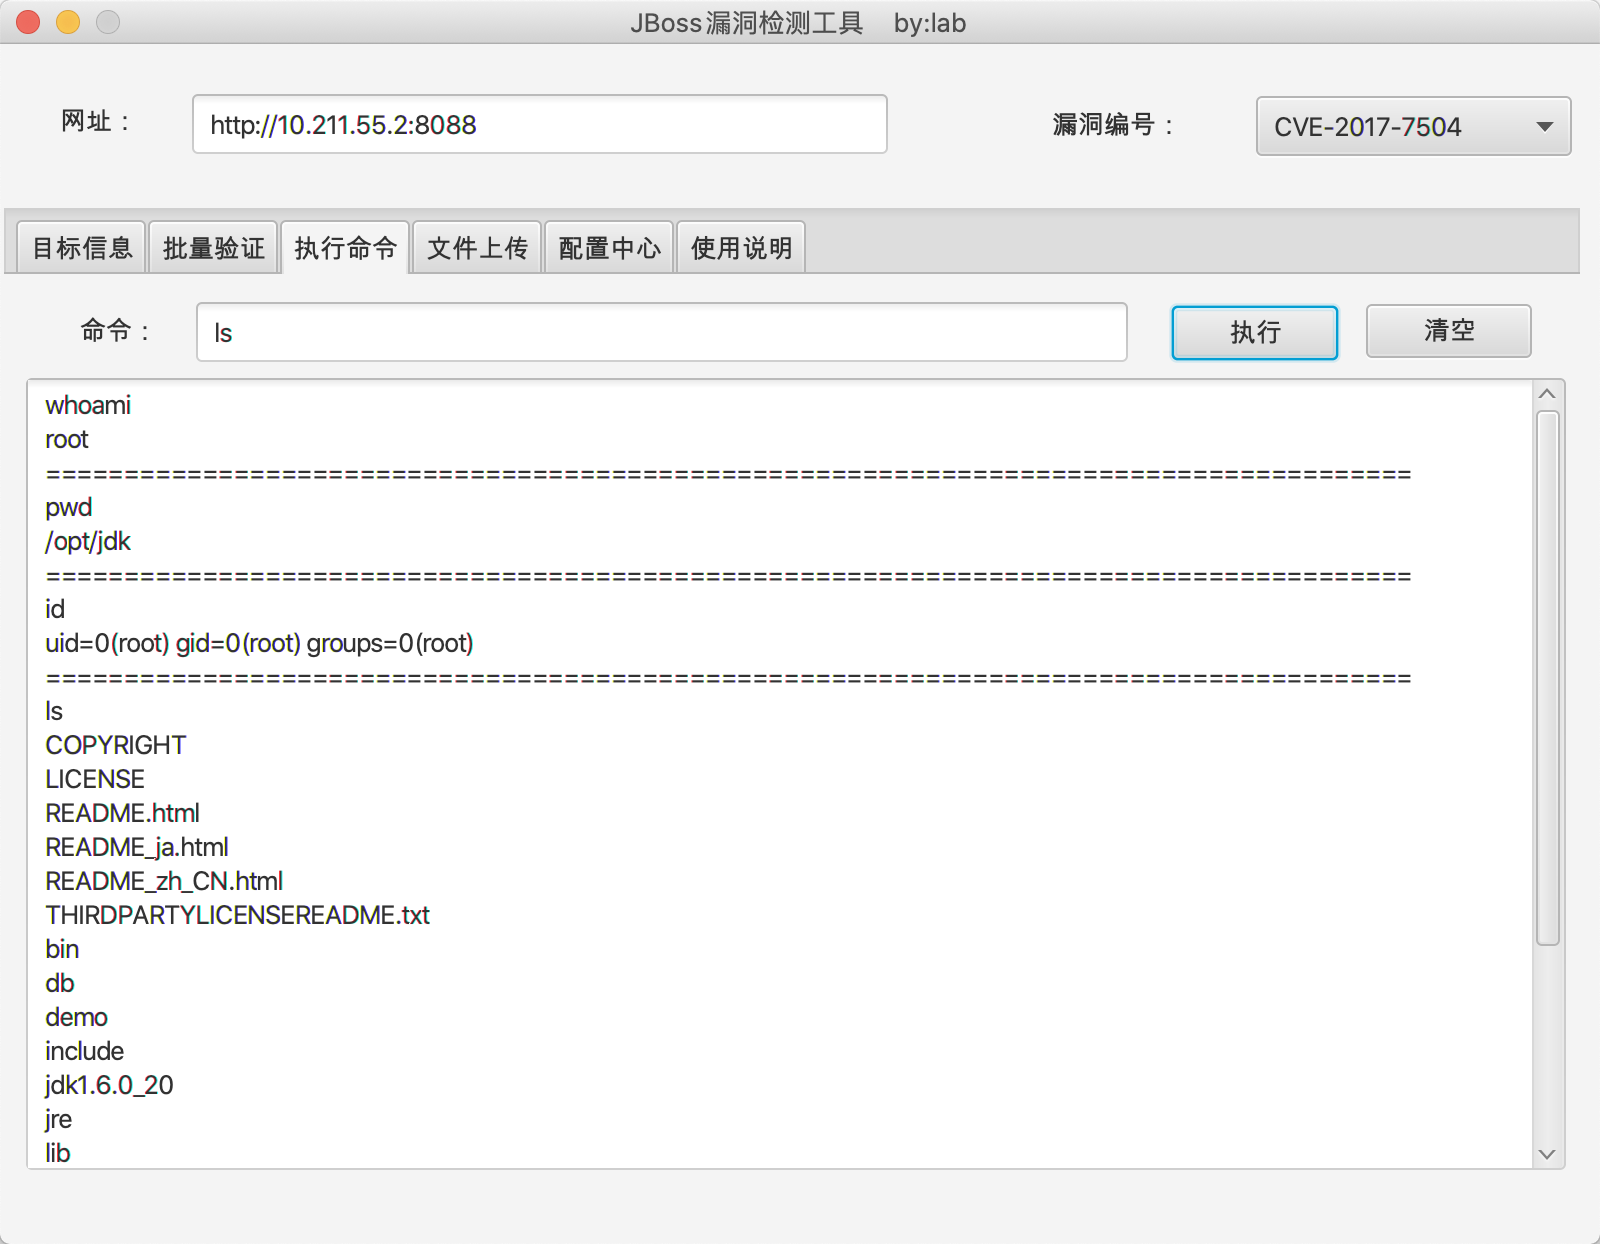 JBoss漏洞检测工具 by:lab
网址： http://10.211.55.2:8088 漏洞编号： CVE-2017-7504
目标信息 批量验证 执行命令 文件上传 配置中心 使用说明
命令： ls 执行 清空
whoami
root
=======================================================================================
pwd
/opt/jdk
=======================================================================================
id
uid=0(root) gid=0(root) groups=0(root)
=======================================================================================
ls
COPYRIGHT
LICENSE
README.html
README_ja.html
README_zh_CN.html
THIRDPARTYLICENSEREADME.txt
bin
db
demo
include
jdk1.6.0_20
jre
lib